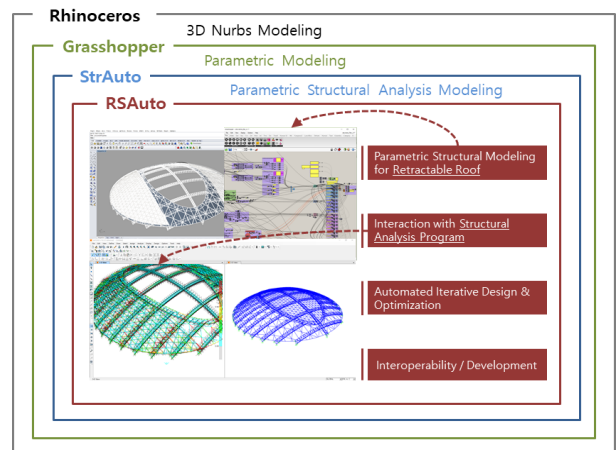 Rhinoceros
3D Nurbs Modeling
Grasshopper
Parametric Modeling
StrAuto
Parametric Structural Analysis Modeling
RSAuto
Parametric Structural Modeling
for Retractable Roof
Interaction with Structural
Analysis Program
Automated Iterative Design &
Optimization
Interoperability / Development